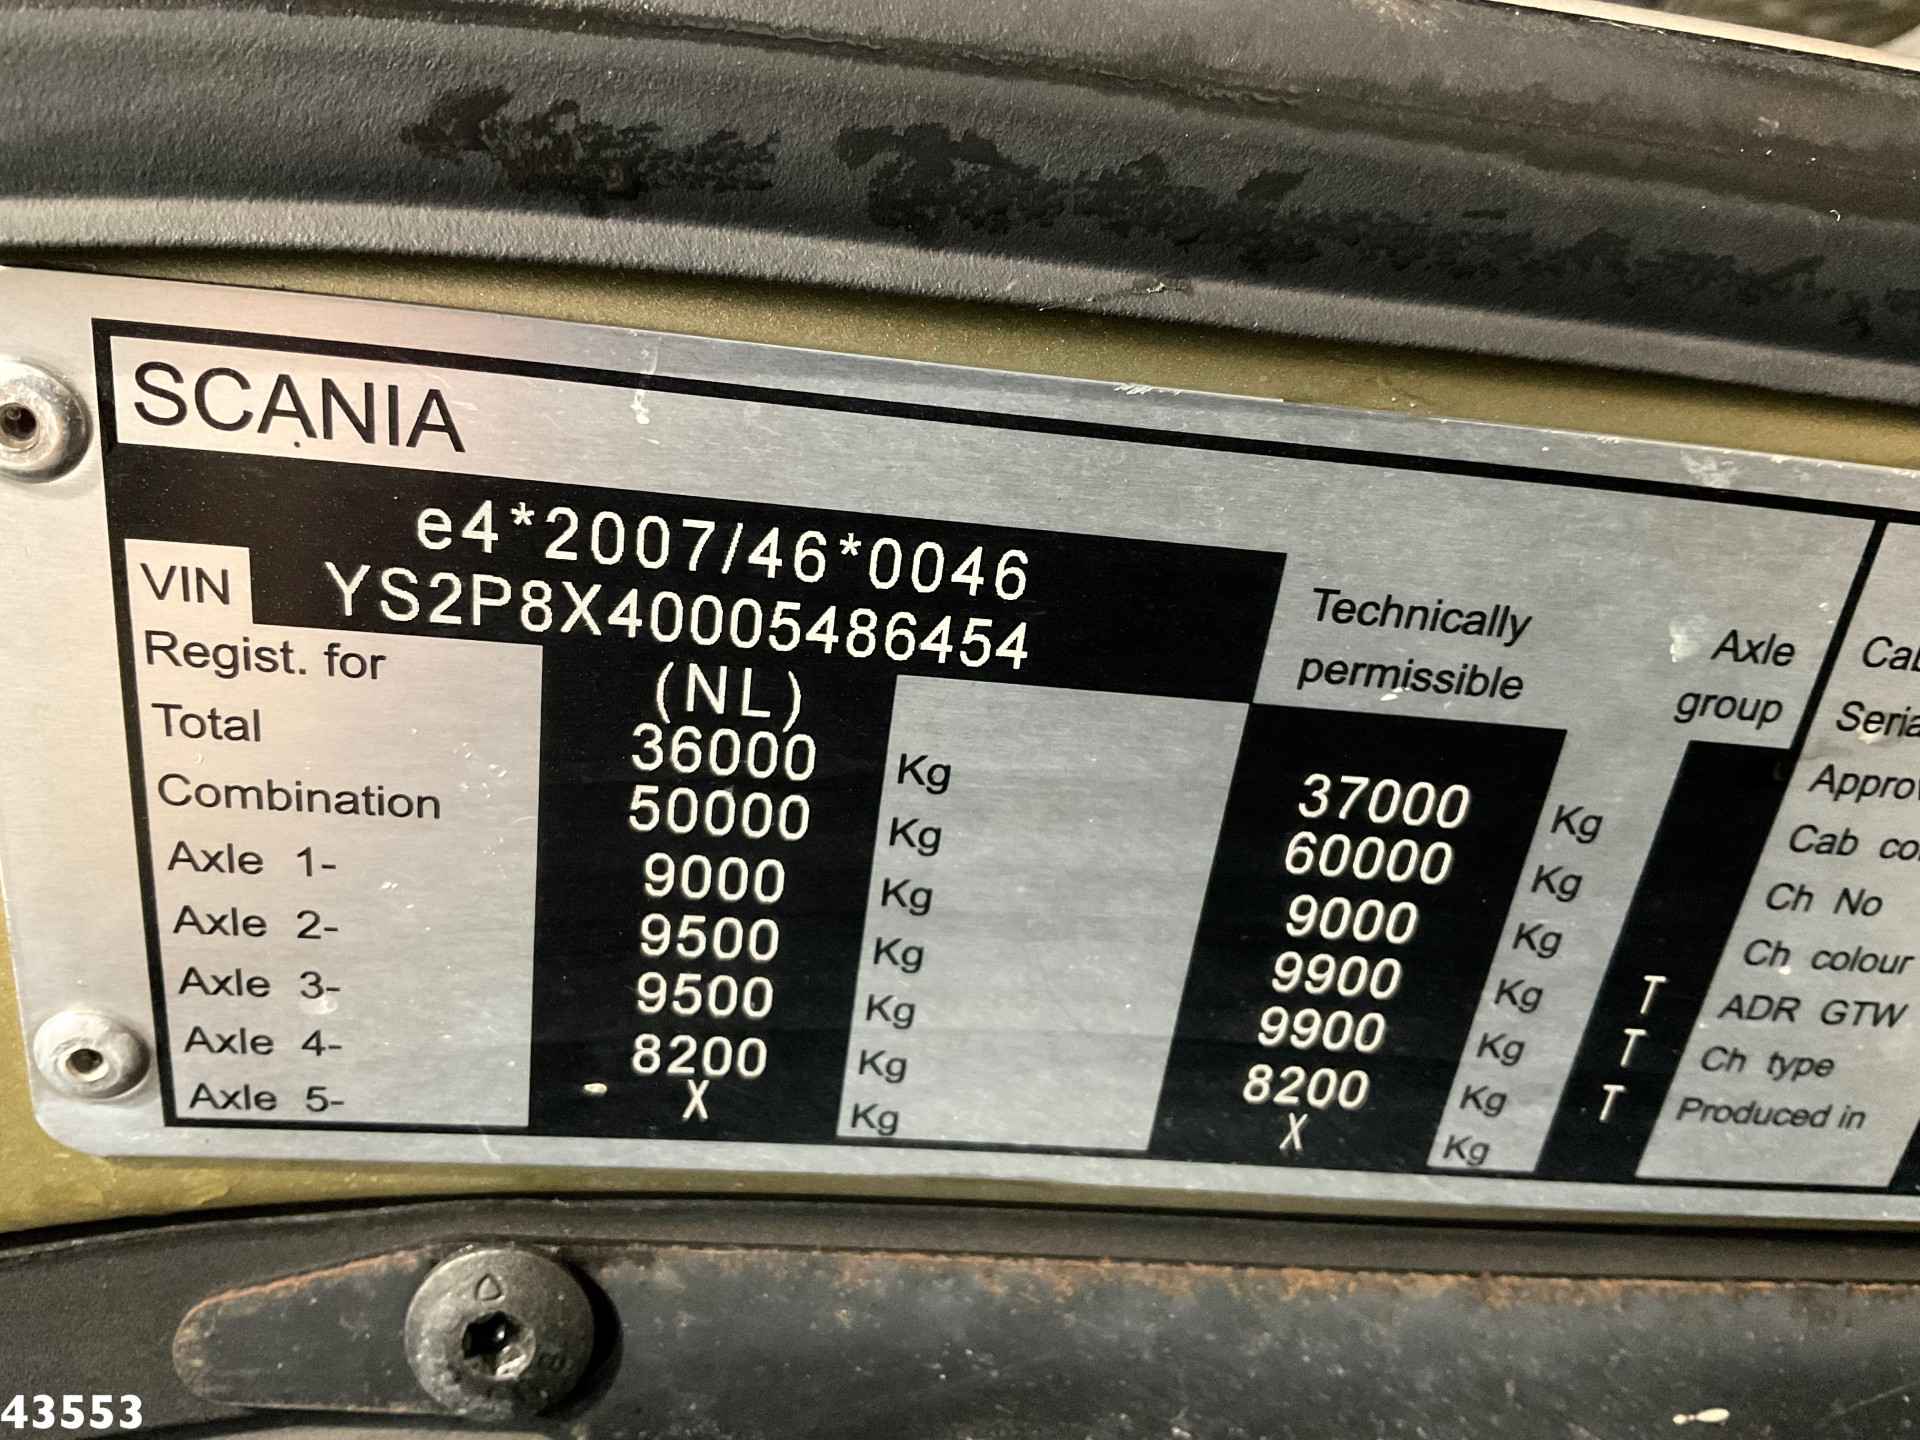 SCANIA
e4*2007/46*0046
VIN YS2P8X40005486454
Regist. for (NL) Technically permissible Axle group
Total 36000 Kg 37000 Kg
Combination 50000 Kg 60000 Kg
Axle 1- 9000 Kg 9000 Kg
Axle 2- 9500 Kg 9900 Kg T
Axle 3- 9500 Kg 9900 Kg T
Axle 4- 8200 Kg 8200 Kg T
Axle 5- - X Kg X Kg
Cab
Seria
Approv
Cab co
Ch No
Ch colour
ADR GTW
Ch type
Produced in
43553